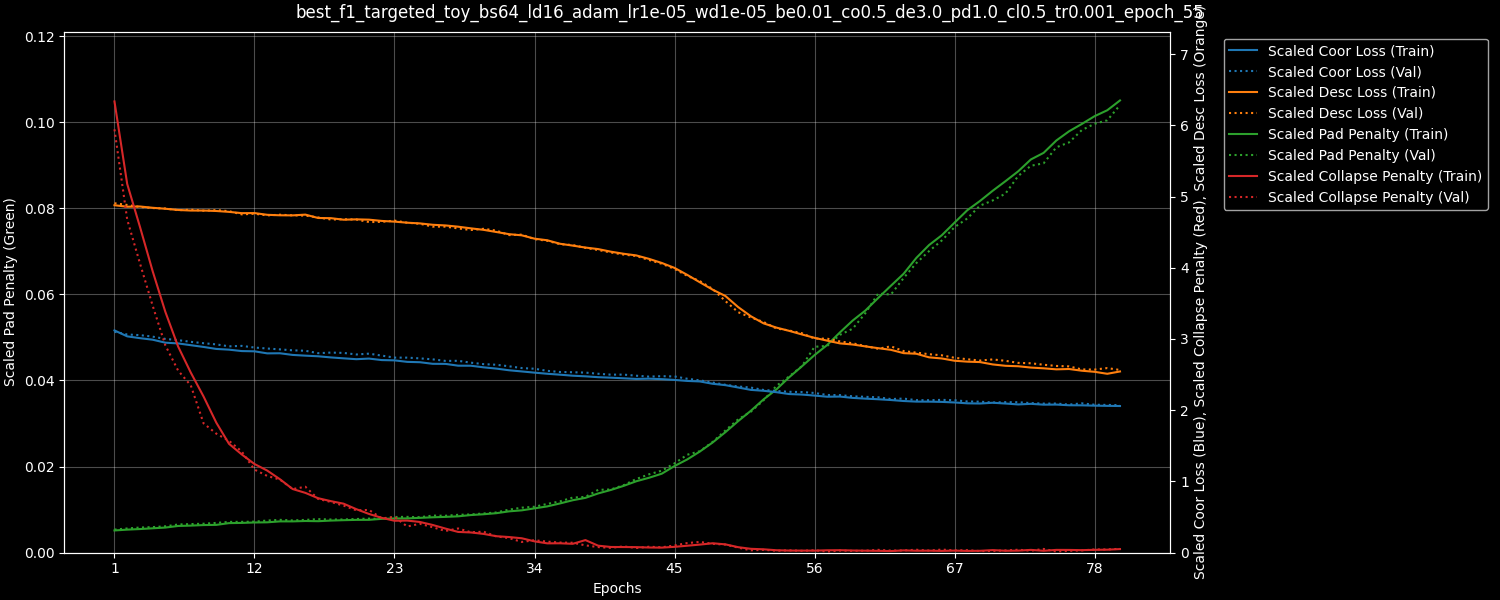 best_f1_targeted_toy_bs64_ld16_adam_lr1e-05_wd1e-05_be0.01_co0.5_de3.0_pd1.0_cl0.5_tr0.001_epoch_55
Scaled Pad Penalty (Green)
0.12
0.10
0.08
0.06
0.04
0.02
0.00
1 12 23 34 45 56 67 78
Epochs
7
6
5
4
3
2
1
0
Scaled Coor Loss (Blue), Scaled Collapse Penalty (Red), Scaled Desc Loss (Orange)
Scaled Coor Loss (Train)
Scaled Coor Loss (Val)
Scaled Desc Loss (Train)
Scaled Desc Loss (Val)
Scaled Pad Penalty (Train)
Scaled Pad Penalty (Val)
Scaled Collapse Penalty (Train)
Scaled Collapse Penalty (Val)